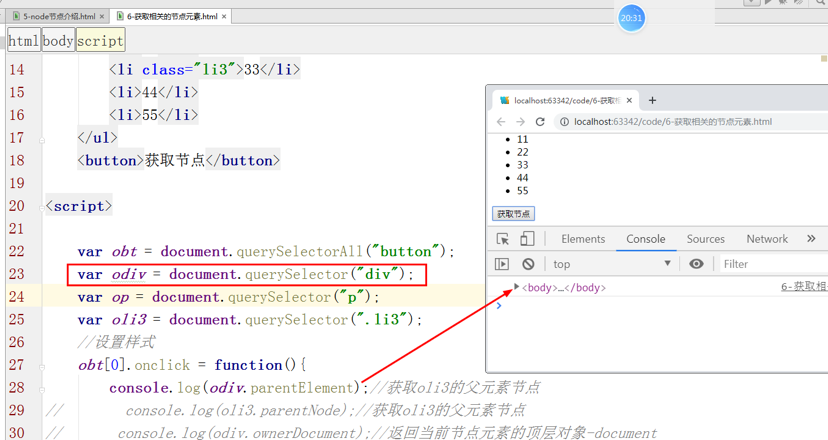 5-node节点介绍.html × 6-获取相关的节点元素.html ×
20:31
html body script
14 <li class="li3">33</li>
15 <li>44</li>
16 <li>55</li>
17 </ul>
18 <button>获取节点</button>
19
20 <script>
21
22 var obt = document.querySelectorAll("button");
23 var odiv = document.querySelector("div");
24 var op = document.querySelector("p");
25 var oli3 = document.querySelector(".li3");
26 //设置样式
27 obt[0].onclick = function(){
28 console.log(odiv.parentElement);//获取oli3的父元素节点
29 // console.log(oli3.parentNode);//获取oli3的父元素节点
30 // console.log(odiv.ownerDocument);//返回当前节点元素的顶层对象-document
localhost:63342/code/6-获取相关的 × +
localhost:63342/code/6-获取相关的节点元素.html
• 11
• 22
• 33
• 44
• 55
获取节点
Elements Console Sources Network »
top ▼ Filter
▶<body>…</body> 6-获取相
>